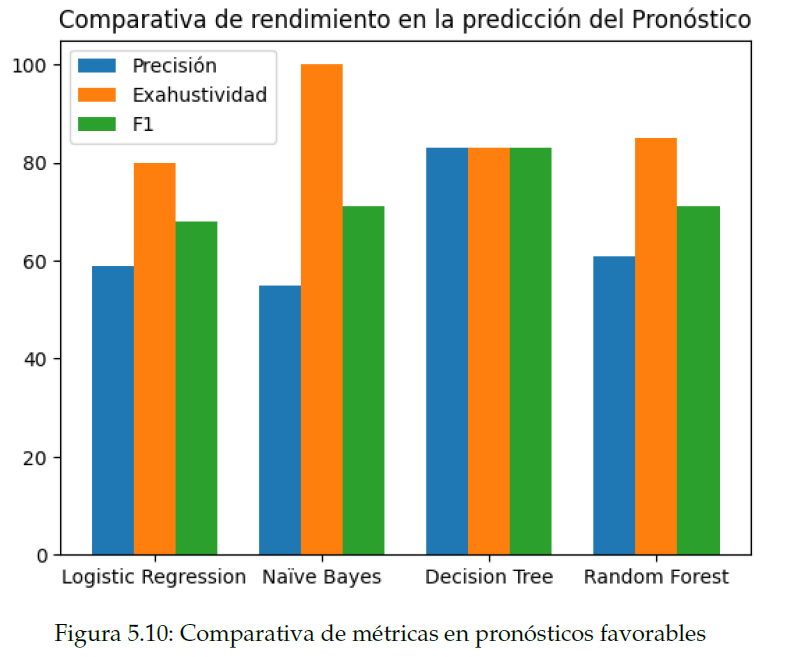 Comparativa de rendimiento en la predicción del Pronóstico
100
80
60
40
20
0
Precisión
Exahustividad
F1
Logistic Regression
Naïve Bayes
Decision Tree
Random Forest
Figura 5.10: Comparativa de métricas en pronósticos favorables